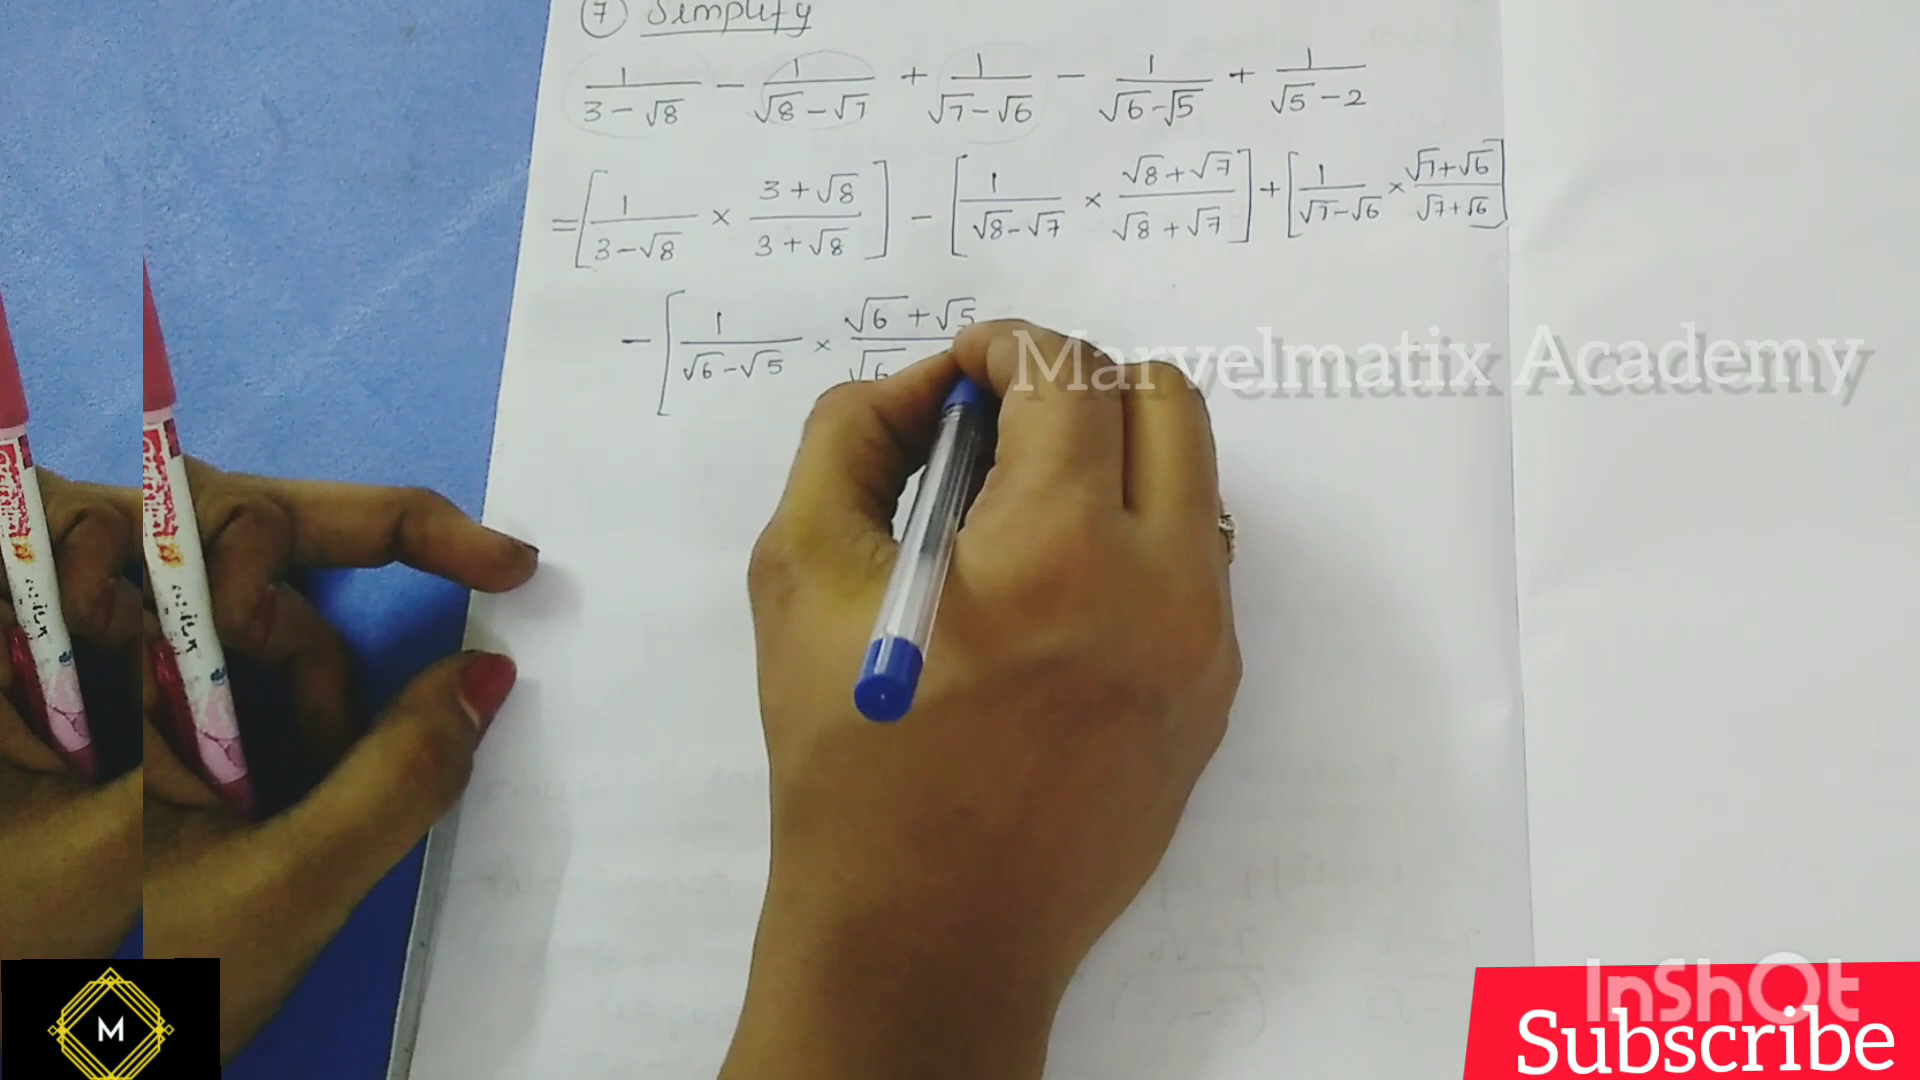 ⑦ Simplify
1/(3-√8) - 1/(√8-√7) + 1/(√7-√6) - 1/(√6-√5) + 1/(√5-2)
= [1/(3-√8) × (3+√8)/(3+√8)] - [1/(√8-√7) × (√8+√7)/(√8+√7)] + [1/(√7-√6) × (√7+√6)/(√7+√6)]
- [1/(√6-√5) × (√6+√5)/(√6
Marvelmatix Academy
M
InShOt
Subscribe